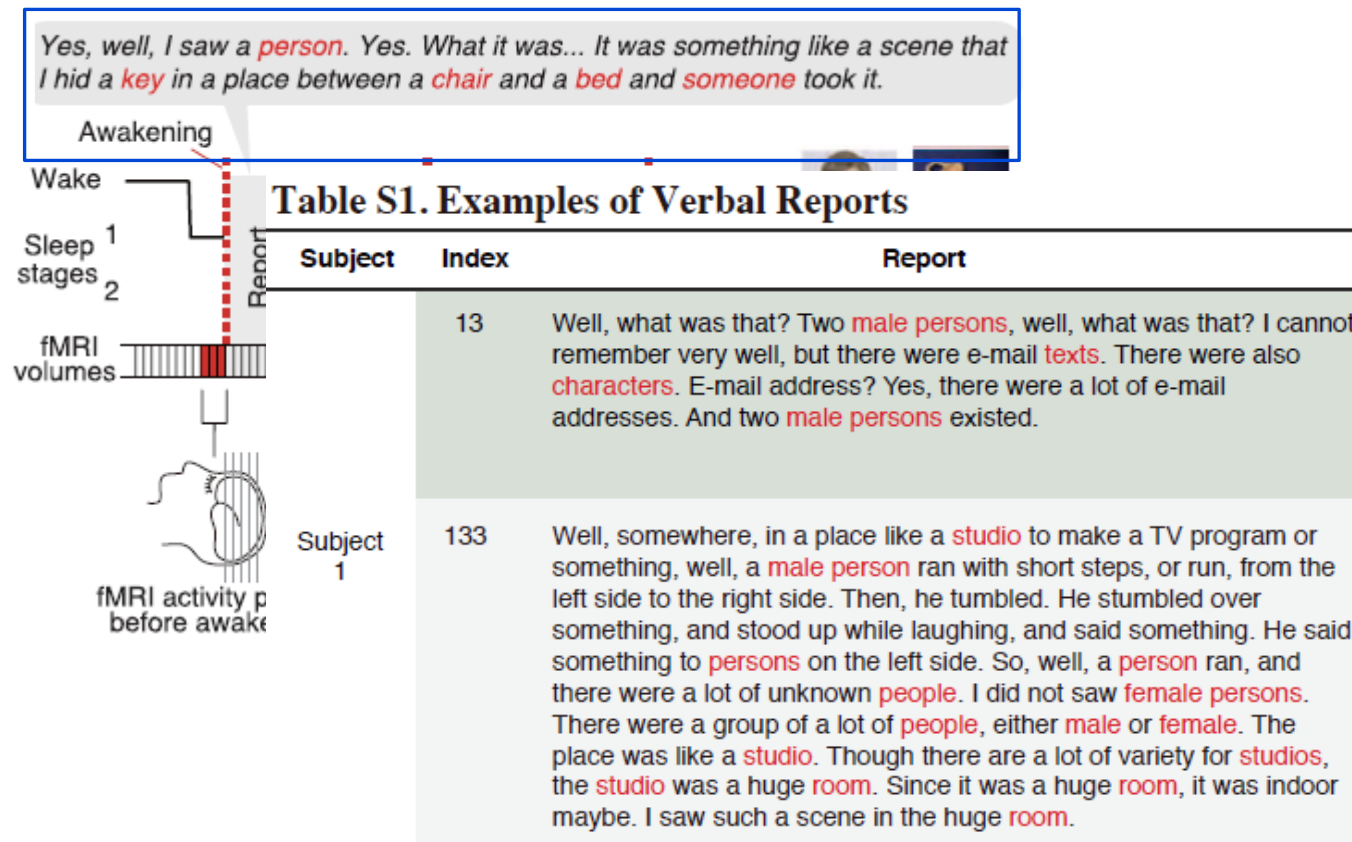 Yes, well, I saw a person. Yes. What it was... It was something like a scene that
I hid a key in a place between a chair and a bed and someone took it.
Awakening
Wake
Sleep
stages
1
2
Report
fMRI
volumes
fMRI activity p
before awake
Table S1. Examples of Verbal Reports
Subject Index Report
13
Well, what was that? Two male persons, well, what was that? I cannot
remember very well, but there were e-mail texts. There were also
characters. E-mail address? Yes, there were a lot of e-mail
addresses. And two male persons existed.
Subject
1
133
Well, somewhere, in a place like a studio to make a TV program or
something, well, a male person ran with short steps, or run, from the
left side to the right side. Then, he tumbled. He stumbled over
something, and stood up while laughing, and said something. He said
something to persons on the left side. So, well, a person ran, and
there were a lot of unknown people. I did not saw female persons.
There were a group of a lot of people, either male or female. The
place was like a studio. Though there are a lot of variety for studios,
the studio was a huge room. Since it was a huge room, it was indoor
maybe. I saw such a scene in the huge room.